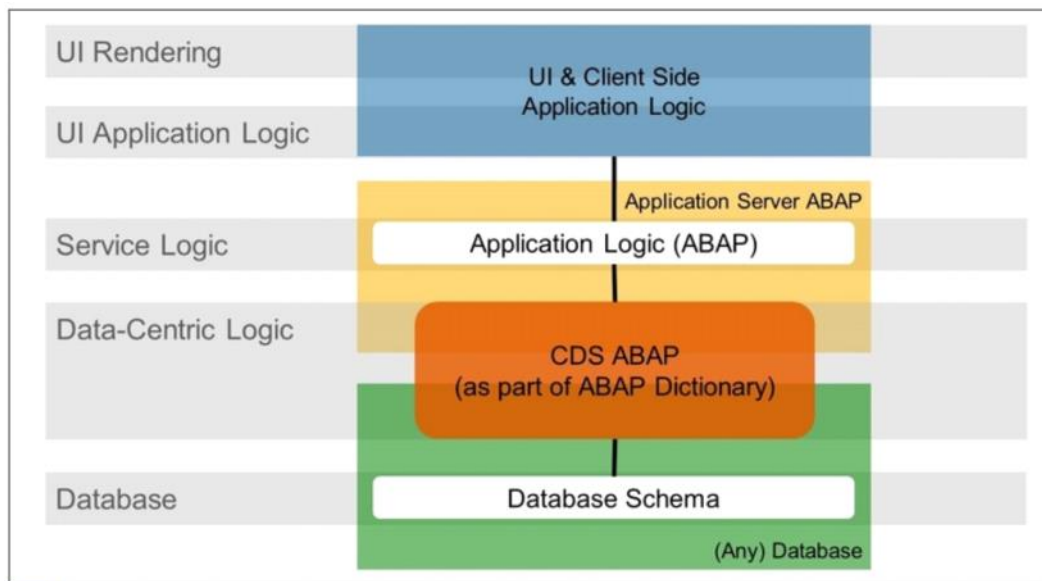 UI Rendering
UI & Client Side
Application Logic
UI Application Logic
Application Server ABAP
Service Logic
Application Logic (ABAP)
Data-Centric Logic
CDS ABAP
(as part of ABAP Dictionary)
Database
Database Schema
(Any) Database